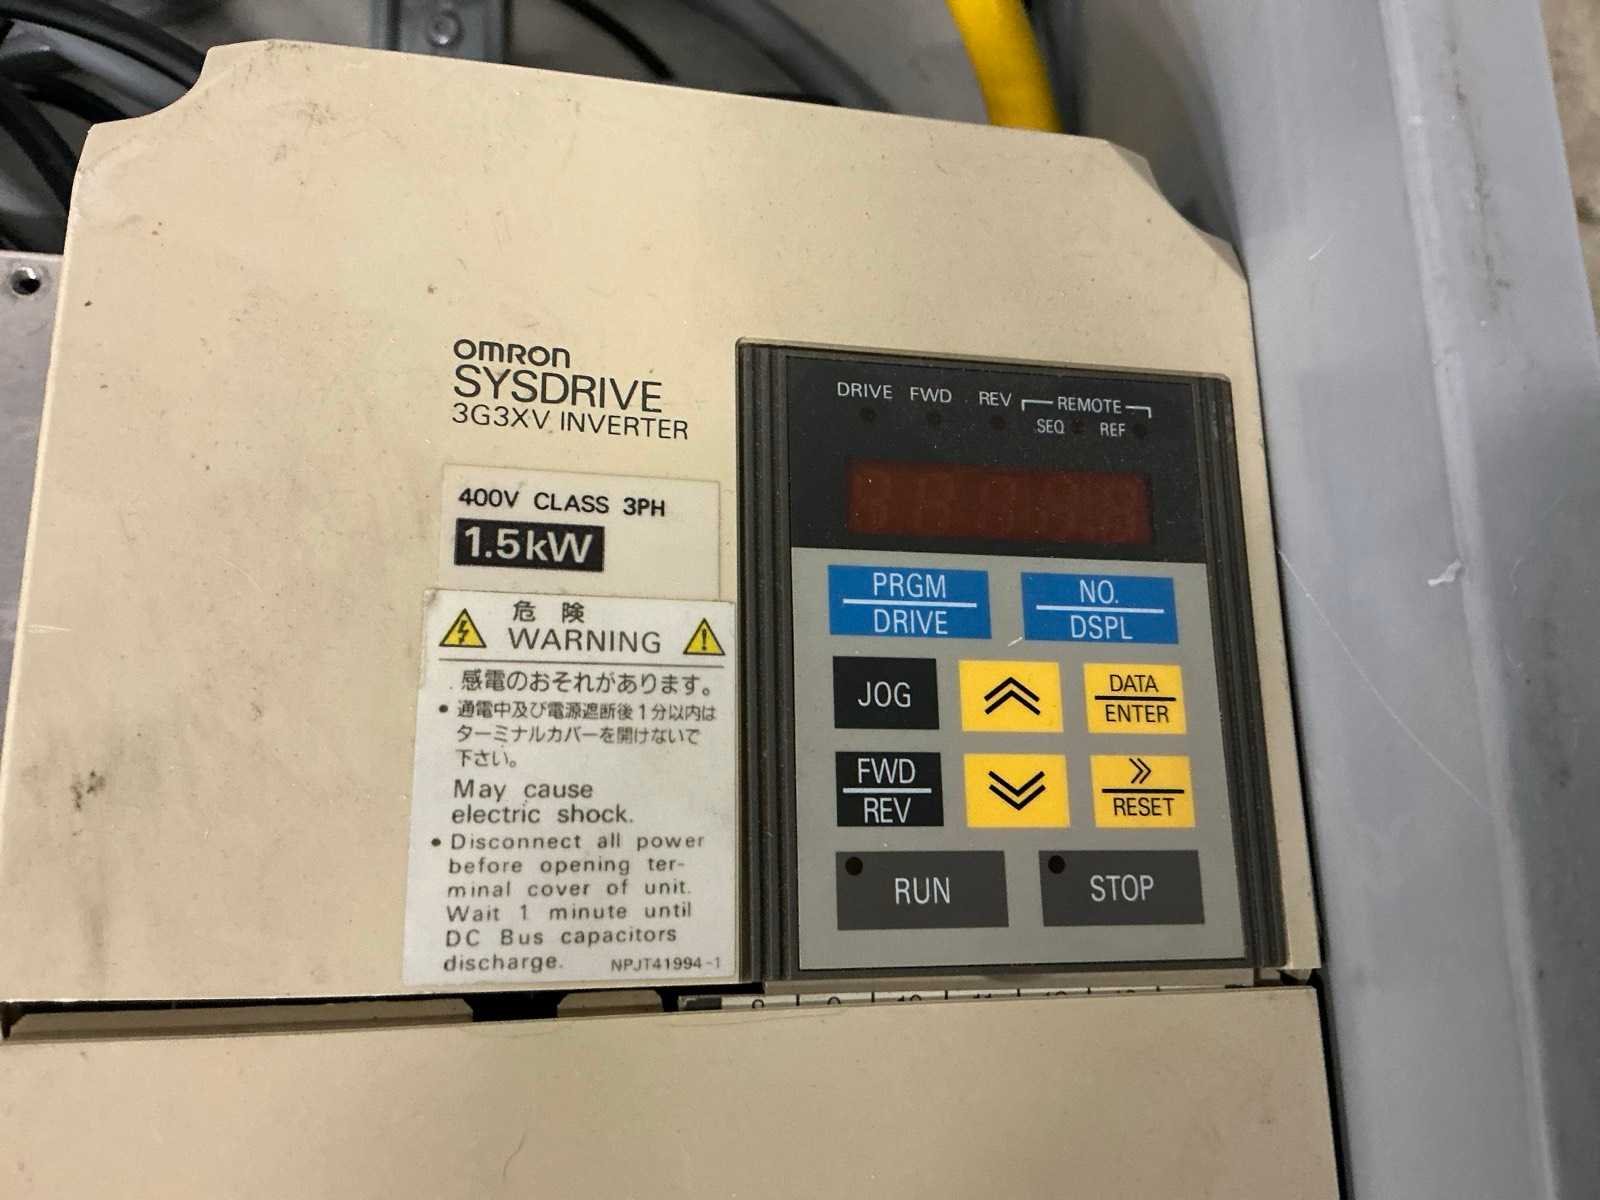 OMRON
SYSDRIVE
3G3XV INVERTER
400V CLASS 3PH
1.5kW
危険
WARNING
感電のおそれがあります。
• 通電中及び電源遮断後1分以内は
ターミナルカバーを開けないで
下さい。
May cause
electric shock.
• Disconnect all power
before opening ter-
minal cover of unit.
Wait 1 minute until
DC Bus capacitors
discharge. NPJT41994-1
DRIVE FWD REV REMOTE
SEQ REF
PRGM
DRIVE
NO.
DSPL
JOG
DATA
ENTER
FWD
REV
RESET
RUN
STOP